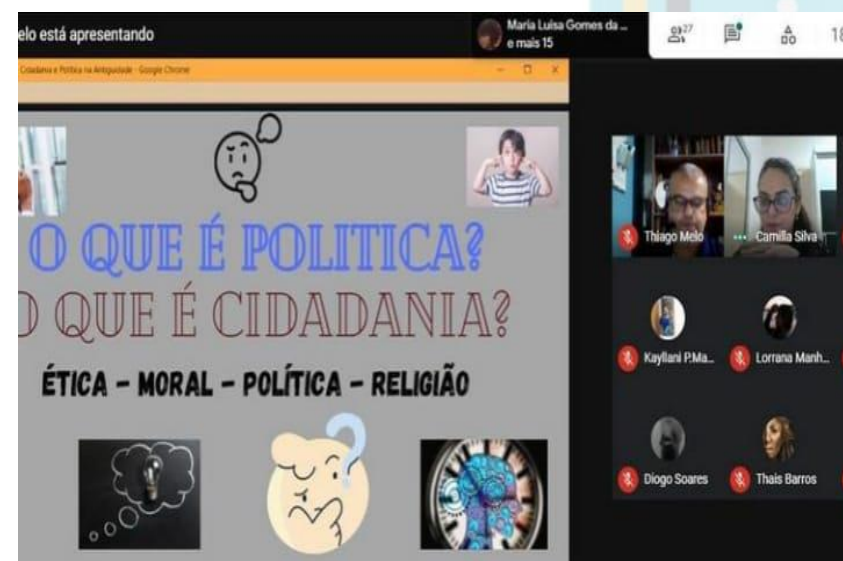 elo está apresentando
Maria Luisa Gomes da ...
e mais 15
27
18
Cidadania e Política na Antiguidade - Google Chrome
O QUE É POLITICA?
O QUE É CIDADANIA?
ÉTICA – MORAL – POLÍTICA – RELIGIÃO
Thiago Melo
Camilla Silva
Kayllani P.Ma...
Lorrana Manh...
Diogo Soares
Thais Barros